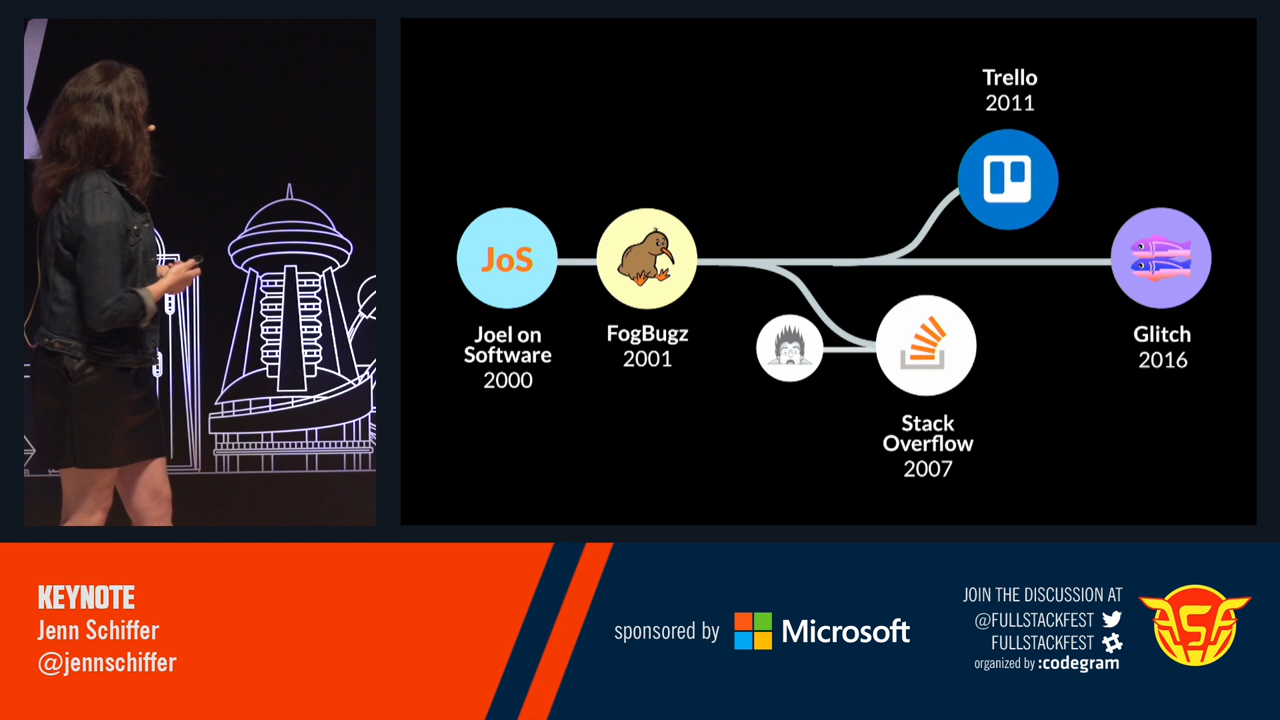 Trello
2011
JoS
Joel on
Software
2000
FogBugz
2001
Stack
Overflow
2007
Glitch
2016
KEYNOTE
Jenn Schiffer
@jennschiffer
sponsored by
Microsoft
JOIN THE DISCUSSION AT
@FULLSTACKFEST
FULLSTACKFEST
organized by :codegram
FSF